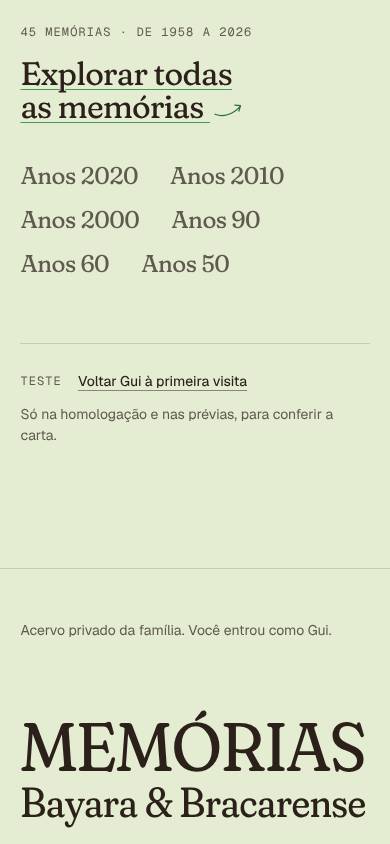 45 MEMÓRIAS · DE 1958 A 2026
Explorar todas
as memórias
Anos 2020 Anos 2010
Anos 2000 Anos 90
Anos 60 Anos 50
TESTE Voltar Gui à primeira visita
Só na homologação e nas prévias, para conferir a
carta.
Acervo privado da família. Você entrou como Gui.
MEMÓRIAS
Bayara & Bracarense